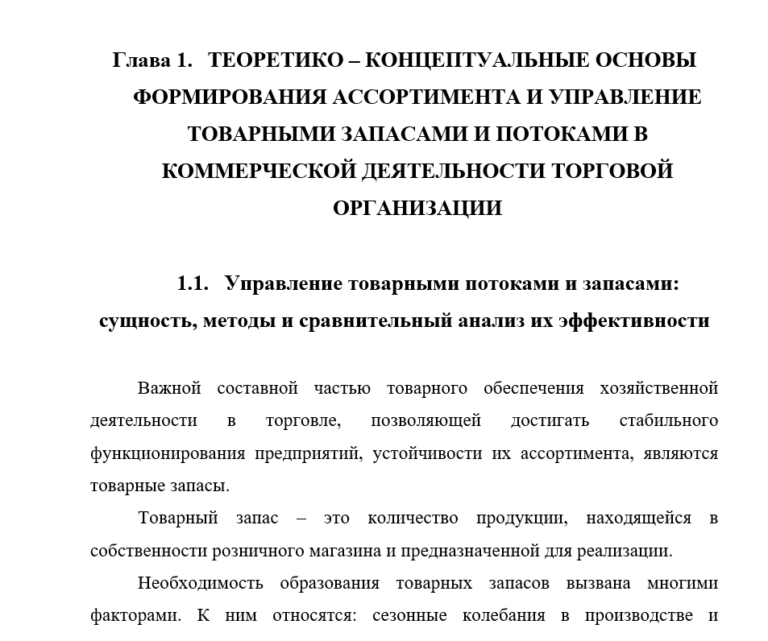 Глава 1. ТЕОРЕТИКО – КОНЦЕПТУАЛЬНЫЕ ОСНОВЫ
ФОРМИРОВАНИЯ АССОРТИМЕНТА И УПРАВЛЕНИЕ
ТОВАРНЫМИ ЗАПАСАМИ И ПОТОКАМИ В
КОММЕРЧЕСКОЙ ДЕЯТЕЛЬНОСТИ ТОРГОВОЙ
ОРГАНИЗАЦИИ
1.1. Управление товарными потоками и запасами:
сущность, методы и сравнительный анализ их эффективности
Важной составной частью товарного обеспечения хозяйственной
деятельности в торговле, позволяющей достигать стабильного
функционирования предприятий, устойчивости их ассортимента, являются
товарные запасы.
Товарный запас – это количество продукции, находящейся в
собственности розничного магазина и предназначенной для реализации.
Необходимость образования товарных запасов вызвана многими
факторами. К ним относятся: сезонные колебания в производстве и